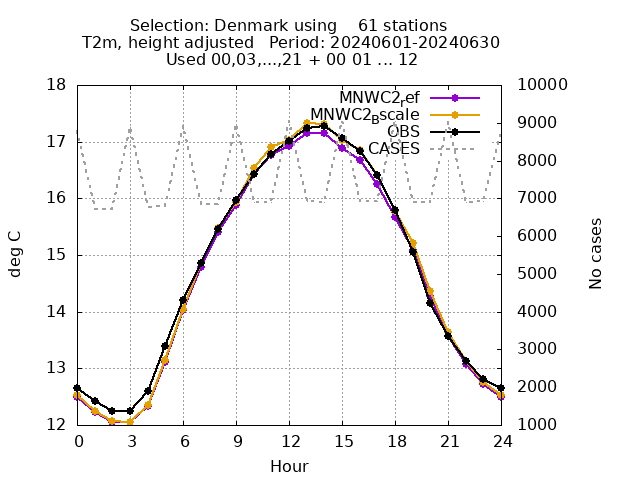 Selection: Denmark using    61 stations
T2m, height adjusted   Period: 20240601-20240630
Used 00,03,...,21 + 00 01 ... 12
18 10000
MNWC2ref
MNWC2Bscale
OBS
CASES
17 9000
8000
16 7000
15 6000
5000
14 4000
13 3000
2000
12 1000
deg C
No cases
0 3 6 9 12 15 18 21 24
Hour